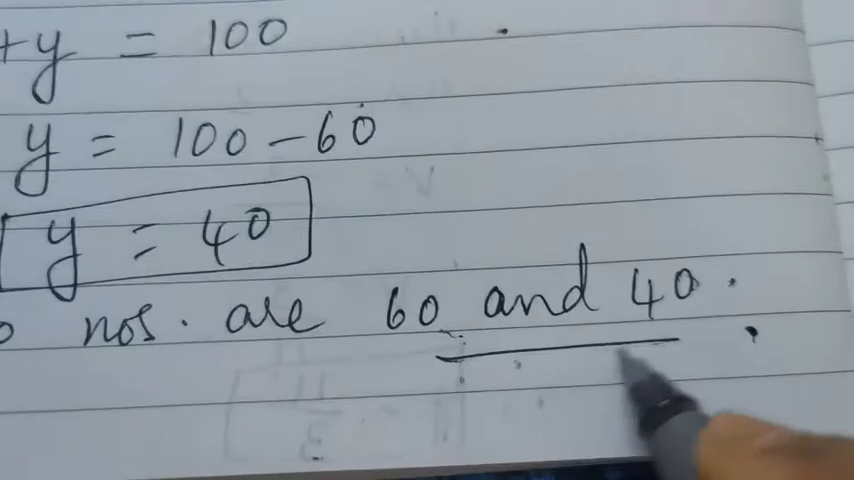 +y = 100
y = 100 - 60
y = 40
nos. are 60 and 40.